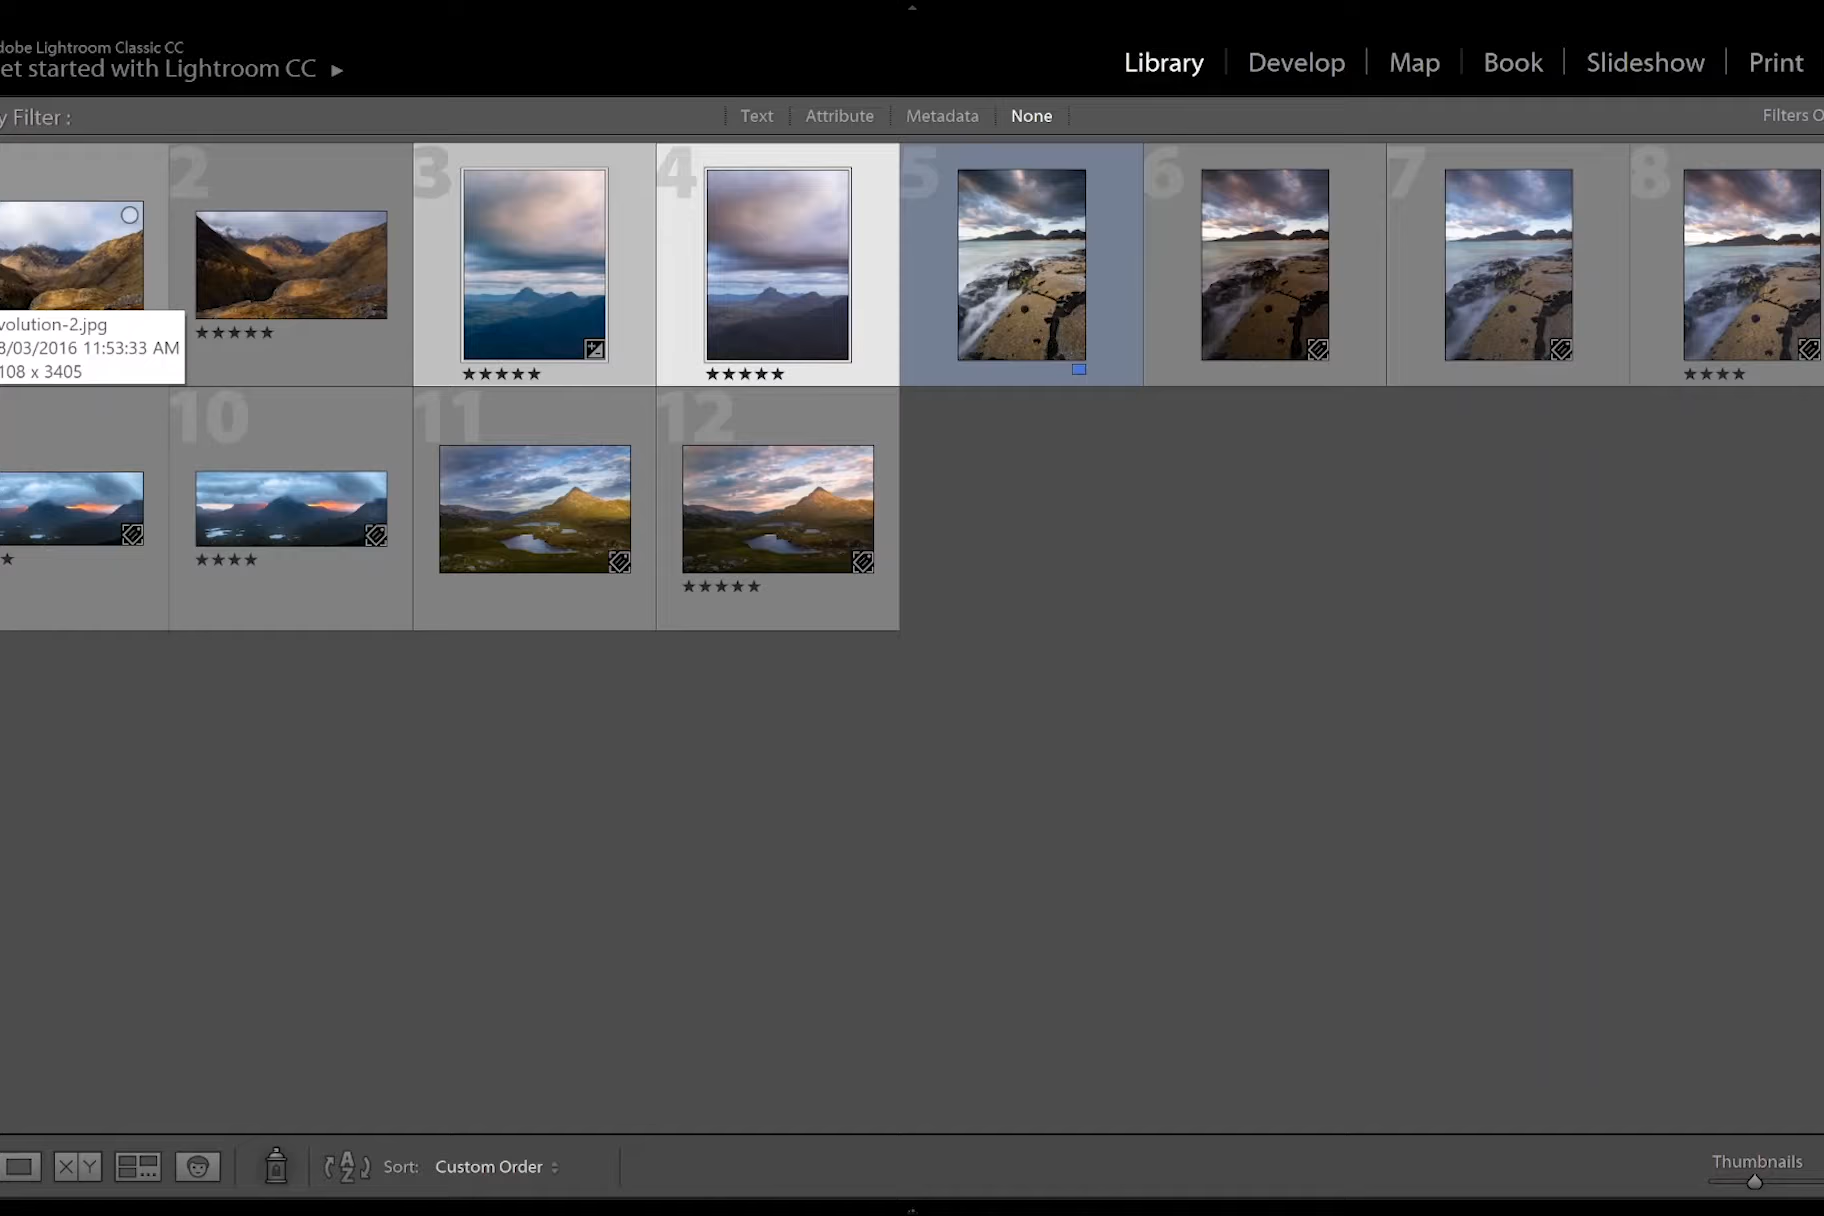 dobe Lightroom Classic CC
et started with Lightroom CC
Library Develop Map Book Slideshow Print
y Filter :
Text Attribute Metadata None
Filters O
2 3 4 5 6 7 8
volution-2.jpg
8/03/2016 11:53:33 AM
108 x 3405
10 11 12
X Y
A
Z
Sort: Custom Order
Thumbnails